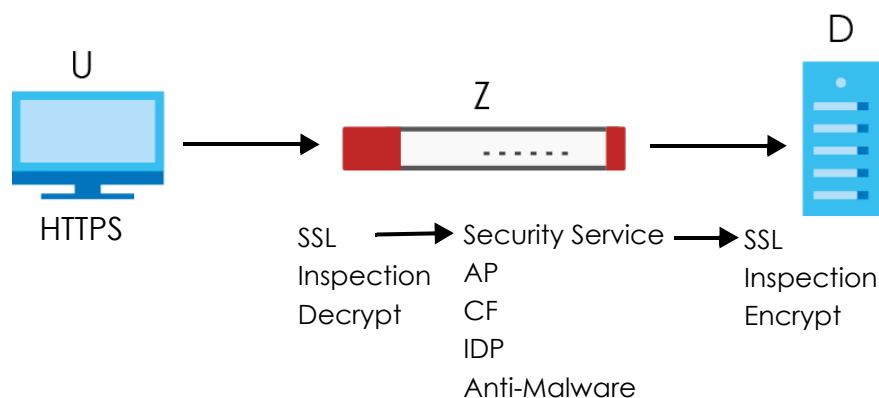 U
Z
D
HTTPS
SSL
Inspection
Decrypt
Security Service
AP
CF
IDP
Anti-Malware
SSL
Inspection
Encrypt